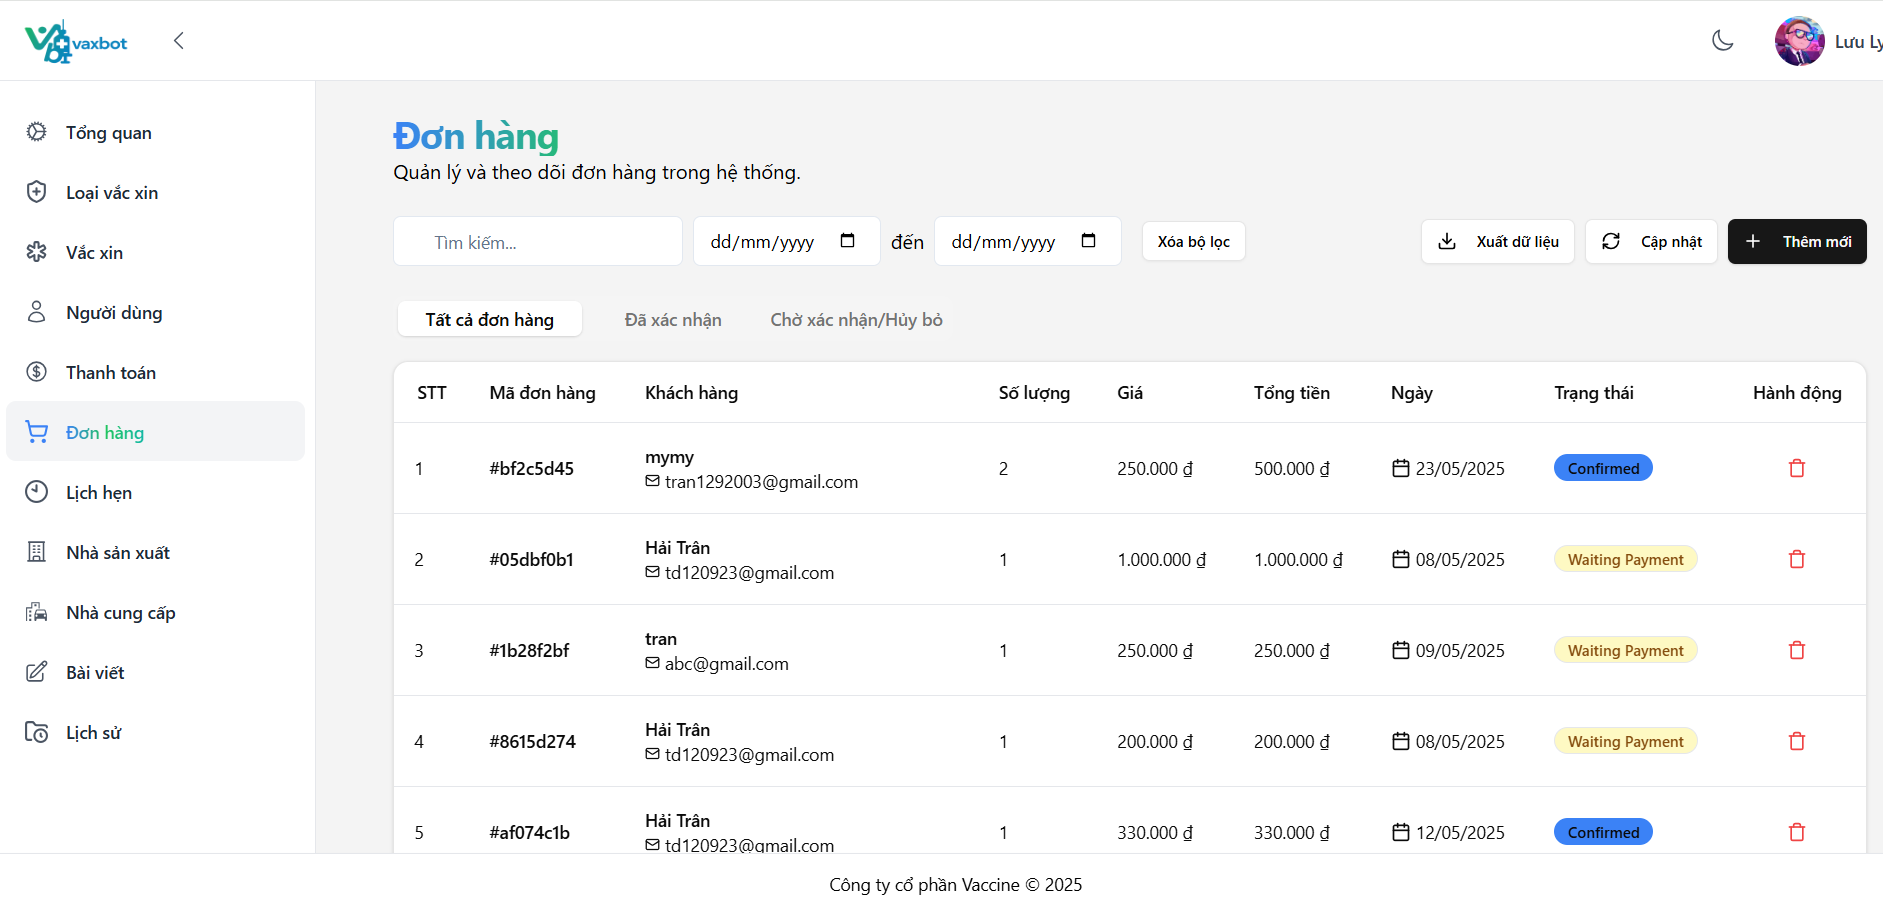 vaxbot
Lưu Ly
Tổng quan
Loại vắc xin
Vắc xin
Người dùng
Thanh toán
Đơn hàng
Lịch hẹn
Nhà sản xuất
Nhà cung cấp
Bài viết
Lịch sử
Đơn hàng
Quản lý và theo dõi đơn hàng trong hệ thống.
Tìm kiếm... dd/mm/yyyy đến dd/mm/yyyy Xóa bộ lọc Xuất dữ liệu Cập nhật Thêm mới
Tất cả đơn hàng Đã xác nhận Chờ xác nhận/Hủy bỏ
STT Mã đơn hàng Khách hàng Số lượng Giá Tổng tiền Ngày Trạng thái Hành động
1 #bf2c5d45 mymy 2 250.000 ₫ 500.000 ₫ 23/05/2025 Confirmed
tran1292003@gmail.com
2 #05dbf0b1 Hải Trân 1 1.000.000 ₫ 1.000.000 ₫ 08/05/2025 Waiting Payment
td120923@gmail.com
3 #1b28f2bf tran 1 250.000 ₫ 250.000 ₫ 09/05/2025 Waiting Payment
abc@gmail.com
4 #8615d274 Hải Trân 1 200.000 ₫ 200.000 ₫ 08/05/2025 Waiting Payment
td120923@gmail.com
5 #af074c1b Hải Trân 1 330.000 ₫ 330.000 ₫ 12/05/2025 Confirmed
td120923@gmail.com
Công ty cổ phần Vaccine © 2025